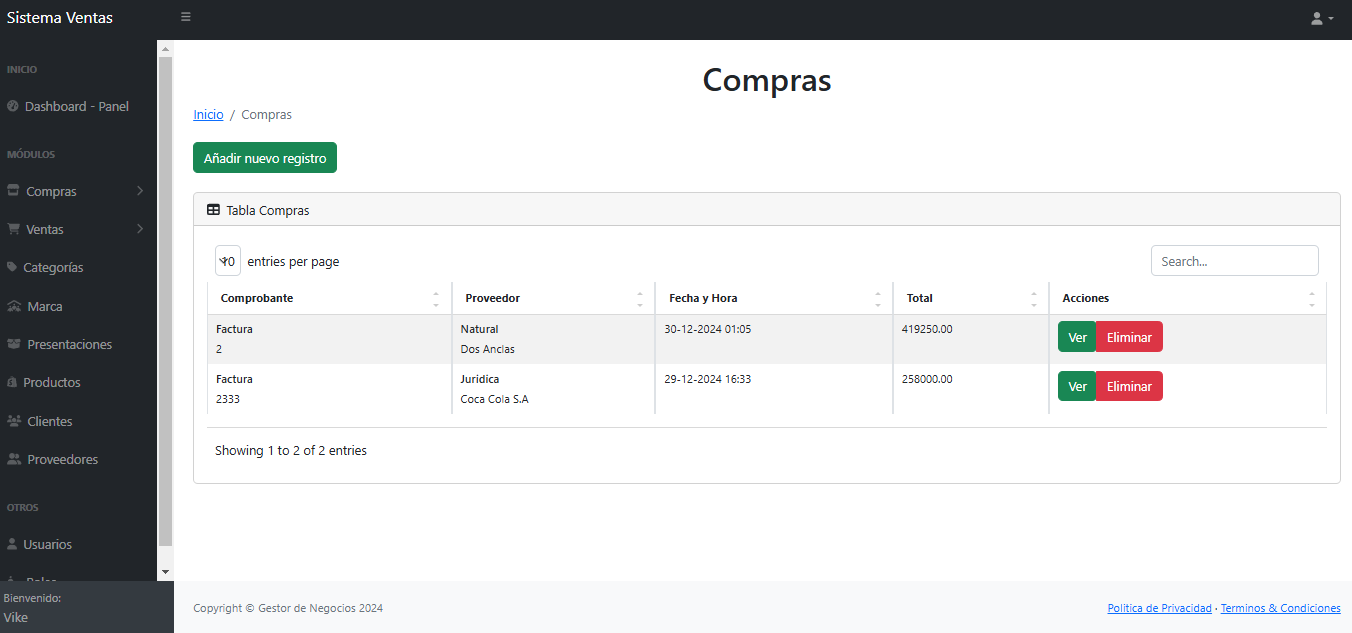 Sistema Ventas
INICIO
Dashboard - Panel
MÓDULOS
Compras
Ventas
Categorías
Marca
Presentaciones
Productos
Clientes
Proveedores
OTROS
Usuarios
Bienvenido:
Vike
Compras
Inicio / Compras
Añadir nuevo registro
Tabla Compras
10 entries per page
Search...
Comprobante Proveedor Fecha y Hora Total Acciones
Factura Natural 30-12-2024 01:05 419250.00 Ver Eliminar
2 Dos Anclas
Factura Jurídica 29-12-2024 16:33 258000.00 Ver Eliminar
2333 Coca Cola S.A
Showing 1 to 2 of 2 entries
Copyright © Gestor de Negocios 2024 Política de Privacidad · Terminos & Condiciones